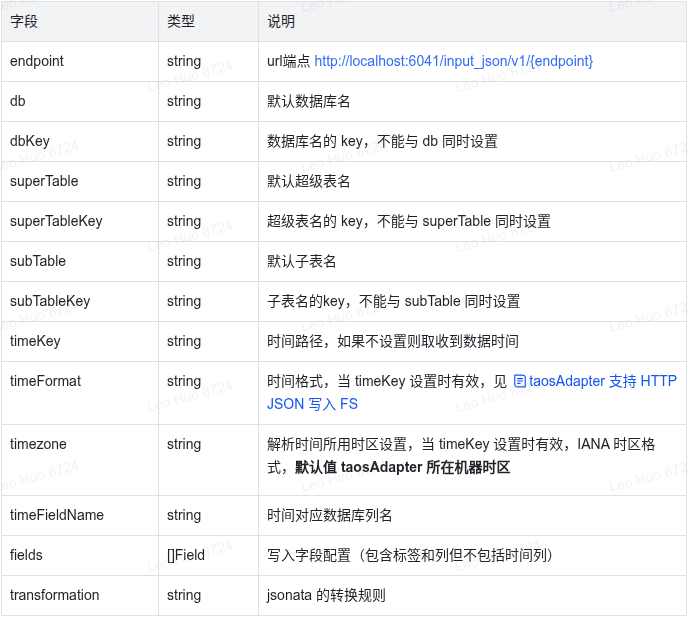 字段 类型 说明
endpoint string url端点 http://localhost:6041/input_json/v1/{endpoint}
db string 默认数据库名
dbKey string 数据库名的 key，不能与 db 同时设置
superTable string 默认超级表名
superTableKey string 超级表名的 key，不能与 superTable 同时设置
subTable string 默认子表名
subTableKey string 子表名的key，不能与 subTable 同时设置
timeKey string 时间路径，如果不设置则取收到数据时间
timeFormat string 时间格式，当 timeKey 设置时有效，见 taosAdapter 支持 HTTP
JSON 写入 FS
timezone string 解析时间所用时区设置，当 timeKey 设置时有效，IANA 时区格
式，默认值 taosAdapter 所在机器时区
timeFieldName string 时间对应数据库列名
fields []Field 写入字段配置（包含标签和列但不包括时间列）
transformation string jsonata 的转换规则
Leo Huo 8724